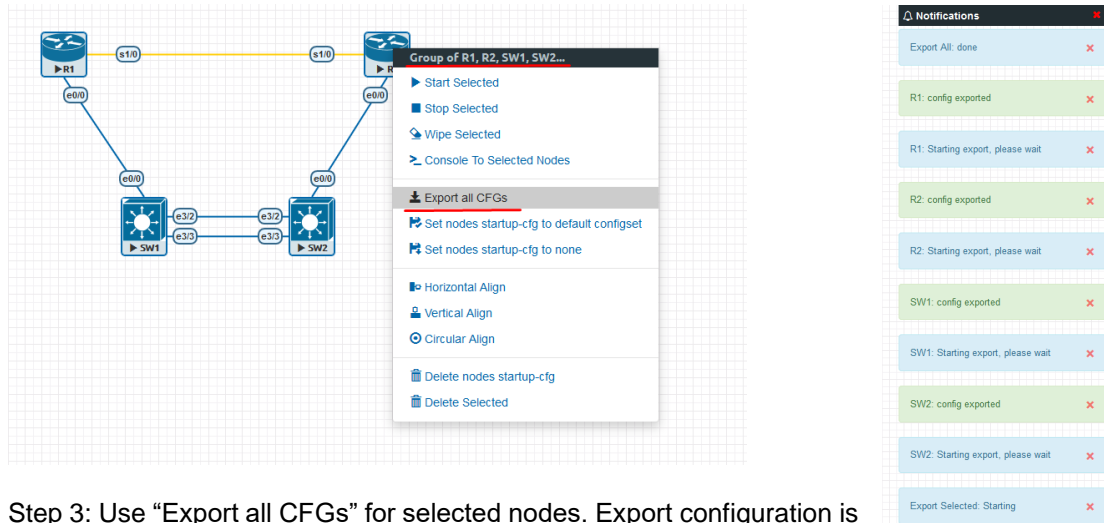 s1/0
s1/0
R1
R
e0/0
e0/0
e0/0
e0/0
e3/2
e3/2
e3/3
e3/3
SW1
SW2
Group of R1, R2, SW1, SW2...
Start Selected
Stop Selected
Wipe Selected
Console To Selected Nodes
Export all CFGs
Set nodes startup-cfg to default configset
Set nodes startup-cfg to none
Horizontal Align
Vertical Align
Circular Align
Delete nodes startup-cfg
Delete Selected
Notifications
Export All: done
R1: config exported
R1: Starting export, please wait
R2: config exported
R2: Starting export, please wait
SW1: config exported
SW1: Starting export, please wait
SW2: config exported
SW2: Starting export, please wait
Export Selected: Starting
Step 3: Use “Export all CFGs” for selected nodes. Export configuration is